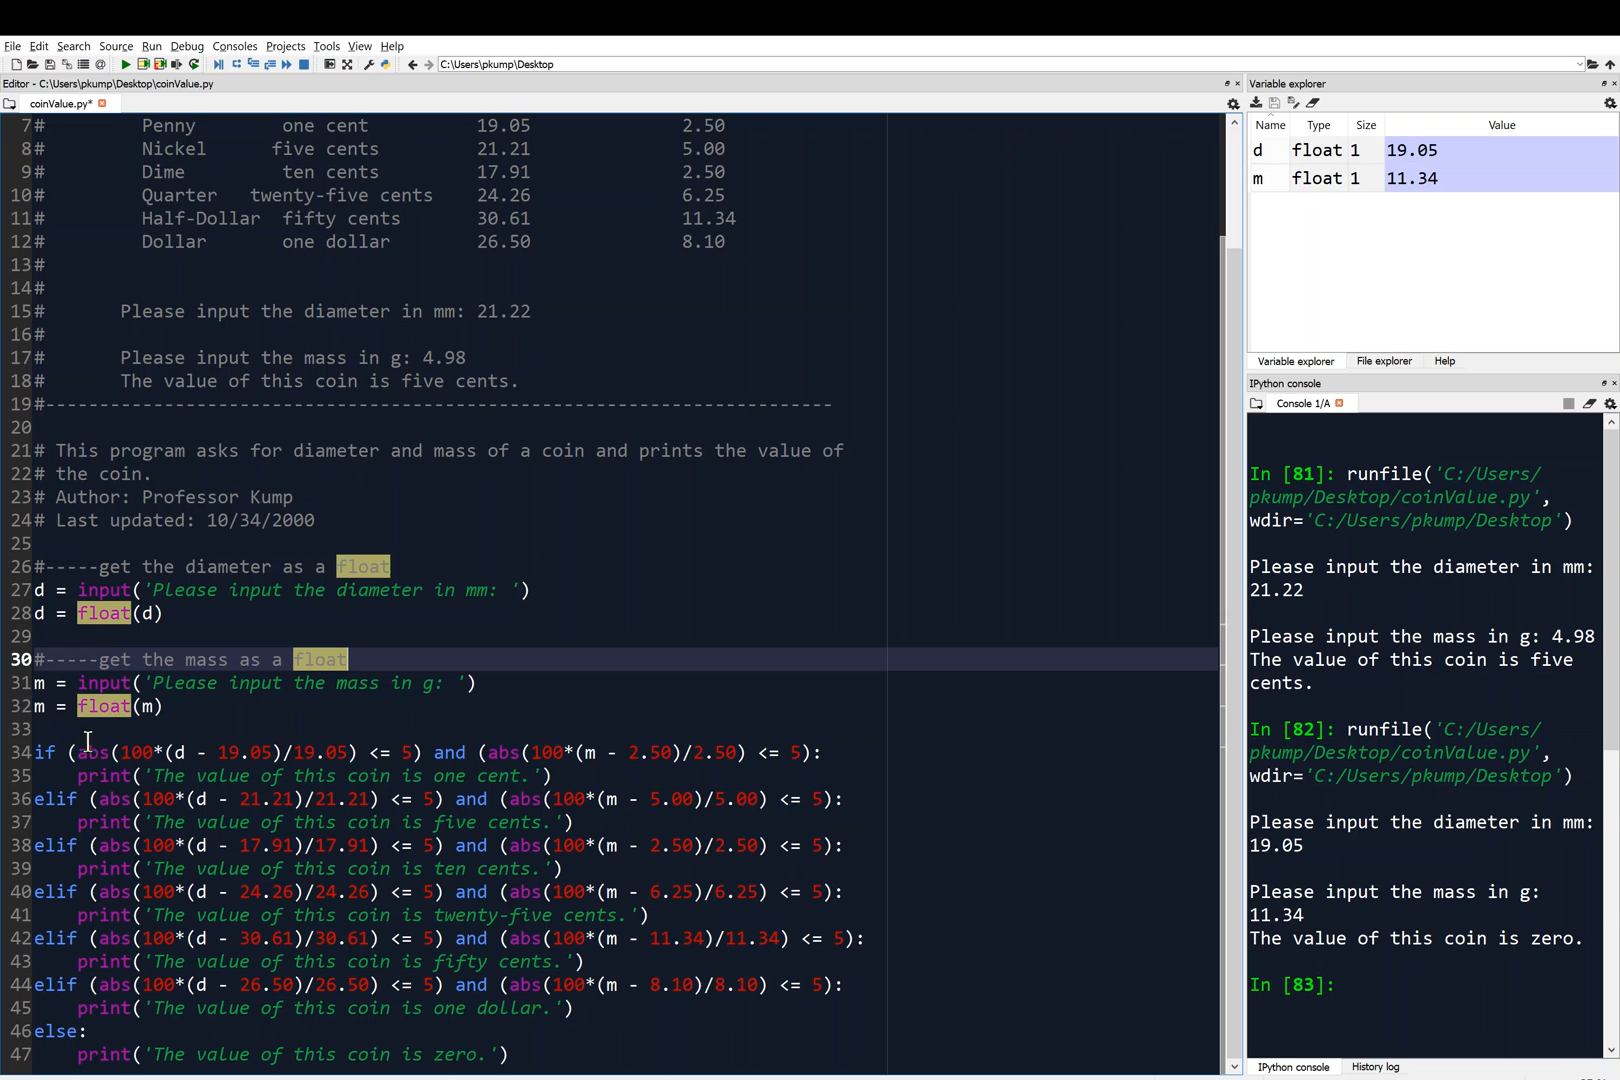 File Edit Search Source Run Debug Consoles Projects Tools View Help
C:\Users\pkump\Desktop
Editor - C:\Users\pkump\Desktop\coinValue.py
coinValue.py*
7# Penny one cent 19.05 2.50
8# Nickel five cents 21.21 5.00
9# Dime ten cents 17.91 2.50
10# Quarter twenty-five cents 24.26 6.25
11# Half-Dollar fifty cents 30.61 11.34
12# Dollar one dollar 26.50 8.10
13#
14#
15# Please input the diameter in mm: 21.22
16#
17# Please input the mass in g: 4.98
18# The value of this coin is five cents.
19#-------------------------------------------------------------------------
20
21# This program asks for diameter and mass of a coin and prints the value of
22# the coin.
23# Author: Professor Kump
24# Last updated: 10/34/2000
25
26#-----get the diameter as a float
27d = input('Please input the diameter in mm: ')
28d = float(d)
29
30#-----get the mass as a float
31m = input('Please input the mass in g: ')
32m = float(m)
33
34if (abs(100*(d - 19.05)/19.05) <= 5) and (abs(100*(m - 2.50)/2.50) <= 5):
35    print('The value of this coin is one cent.')
36elif (abs(100*(d - 21.21)/21.21) <= 5) and (abs(100*(m - 5.00)/5.00) <= 5):
37    print('The value of this coin is five cents.')
38elif (abs(100*(d - 17.91)/17.91) <= 5) and (abs(100*(m - 2.50)/2.50) <= 5):
39    print('The value of this coin is ten cents.')
40elif (abs(100*(d - 24.26)/24.26) <= 5) and (abs(100*(m - 6.25)/6.25) <= 5):
41    print('The value of this coin is twenty-five cents.')
42elif (abs(100*(d - 30.61)/30.61) <= 5) and (abs(100*(m - 11.34)/11.34) <= 5):
43    print('The value of this coin is fifty cents.')
44elif (abs(100*(d - 26.50)/26.50) <= 5) and (abs(100*(m - 8.10)/8.10) <= 5):
45    print('The value of this coin is one dollar.')
46else:
47    print('The value of this coin is zero.')
Variable explorer
Name Type Size Value
d float 1 19.05
m float 1 11.34
Variable explorer File explorer Help
IPython console
Console 1/A
In [81]: runfile('C:/Users/
pkump/Desktop/coinValue.py',
wdir='C:/Users/pkump/Desktop')
Please input the diameter in mm:
21.22
Please input the mass in g: 4.98
The value of this coin is five
cents.
In [82]: runfile('C:/Users/
pkump/Desktop/coinValue.py',
wdir='C:/Users/pkump/Desktop')
Please input the diameter in mm:
19.05
Please input the mass in g:
11.34
The value of this coin is zero.
In [83]:
IPython console History log